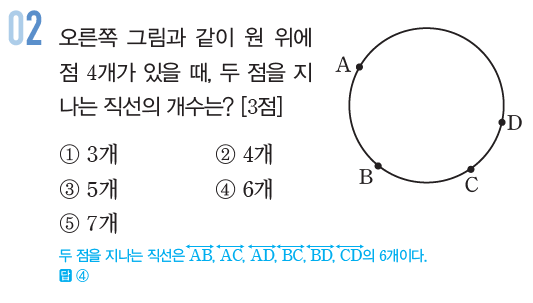 02
오른쪽 그림과 같이 원 위에
점 4개가 있을 때, 두 점을 지
나는 직선의 개수는? [3점]
① 3개 ② 4개
③ 5개 ④ 6개
⑤ 7개
A
B
C
D
두 점을 지나는 직선은 AB, AC, AD, BC, BD, CD의 6개이다.
답 ④